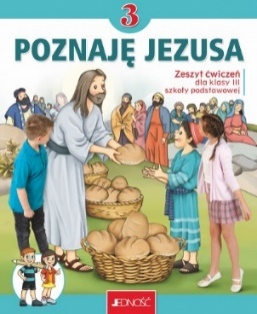 3
POZNAJĘ JEZUSA
Zeszyt ćwiczeń
dla klasy III
szkoły podstawowej
JEDNOŚĆ